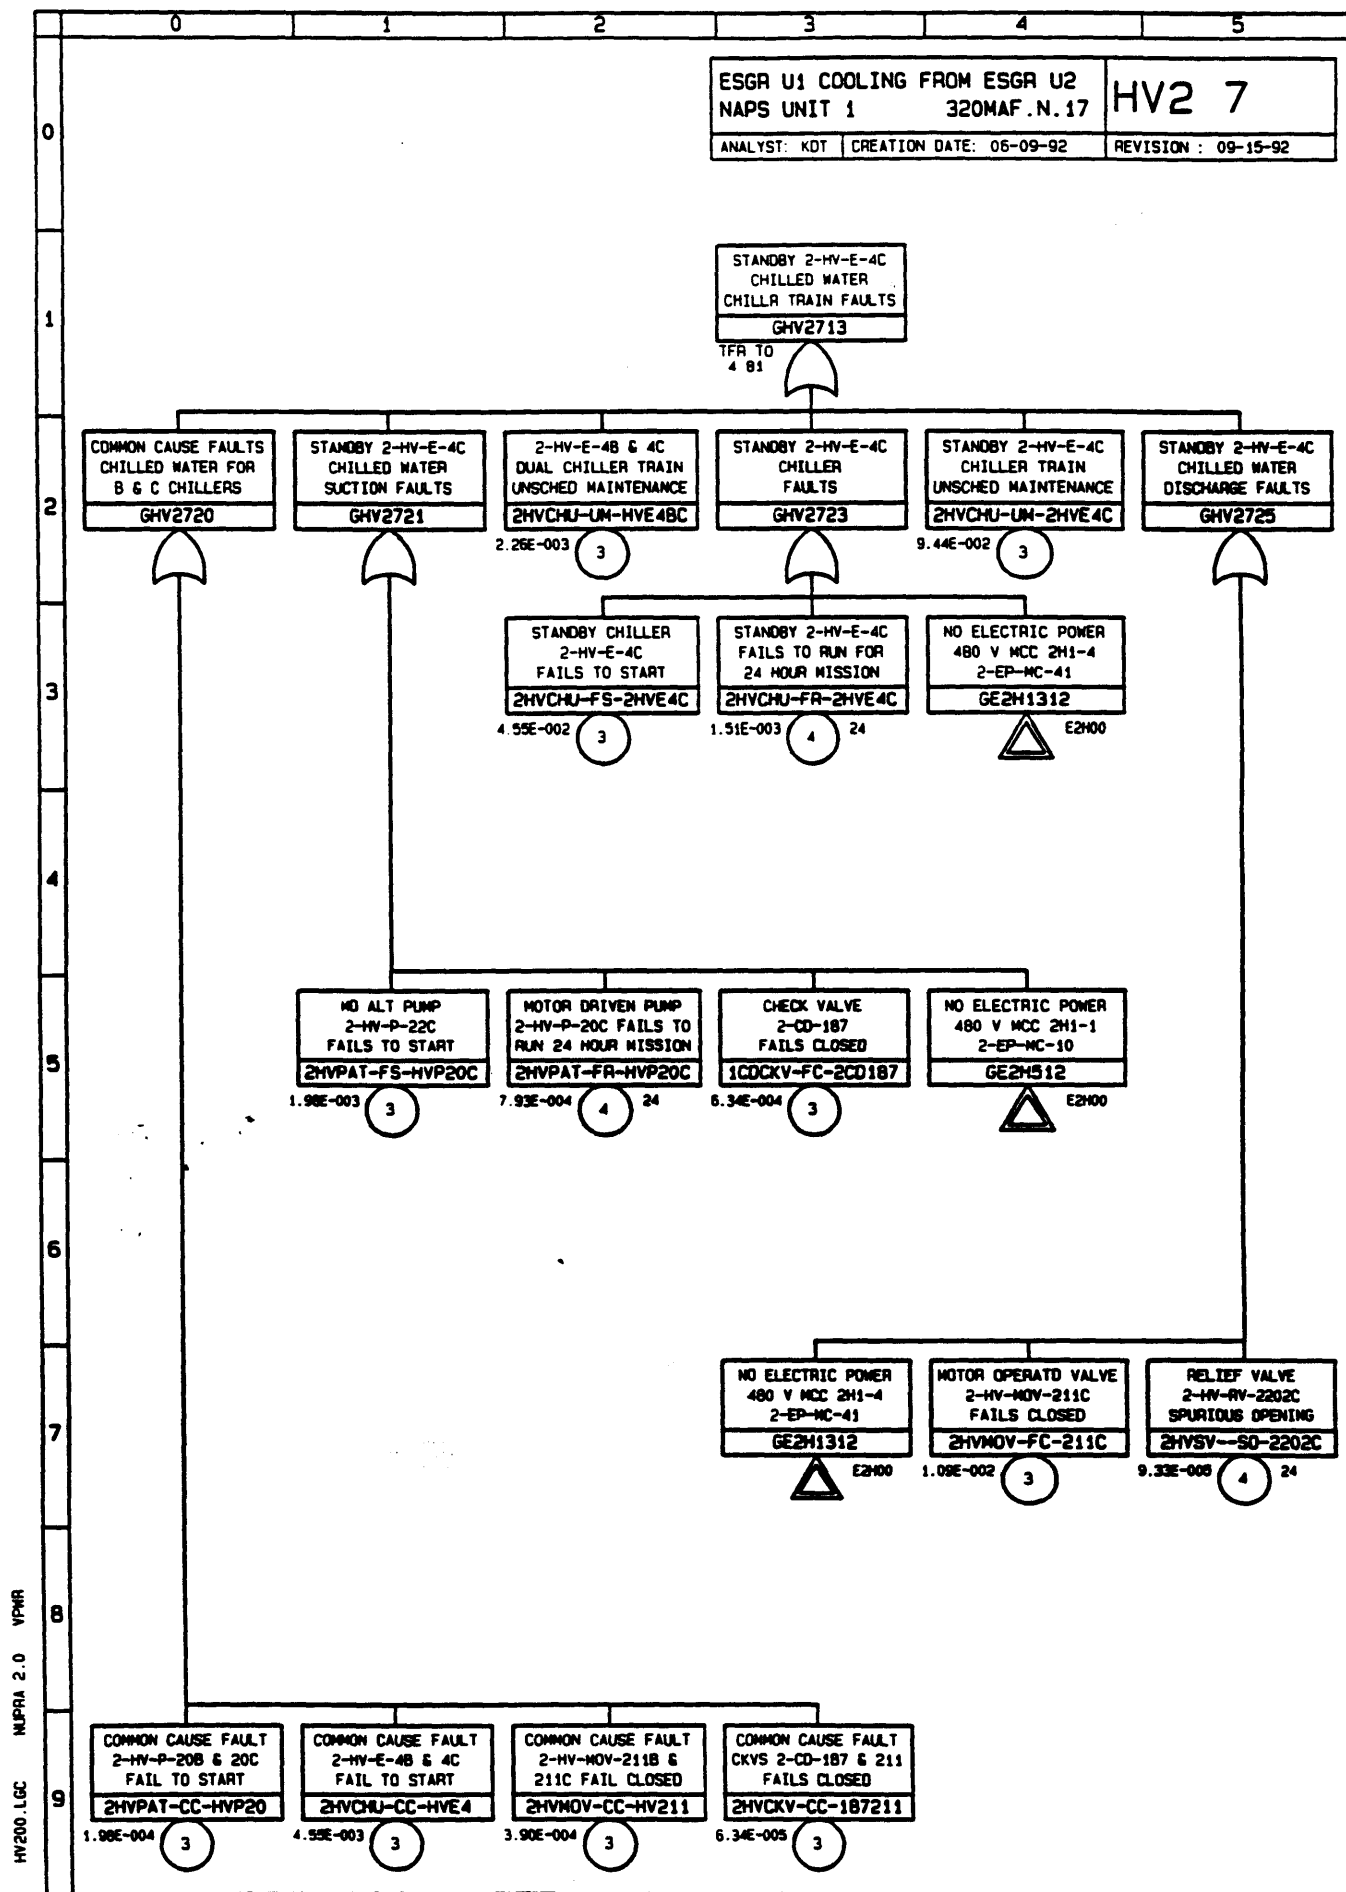 0 1 2 3 4 5
ESGR U1 COOLING FROM ESGR U2
NAPS UNIT 1 320MAF.N.17
HV2 7
ANALYST: KDT CREATION DATE: 06-09-92 REVISION : 09-15-92
0
STANDBY 2-HV-E-4C
CHILLED WATER
CHILLR TRAIN FAULTS
GHV2713
TFR TO
4 B1
1
COMMON CAUSE FAULTS
CHILLED WATER FOR
B & C CHILLERS
GHV2720
STANDBY 2-HV-E-4C
CHILLED WATER
SUCTION FAULTS
GHV2721
2-HV-E-4B & 4C
DUAL CHILLER TRAIN
UNSCHED MAINTENANCE
2HVCHU-UM-HVE4BC
2.26E-003 3
STANDBY 2-HV-E-4C
CHILLER
FAULTS
GHV2723
STANDBY 2-HV-E-4C
CHILLER TRAIN
UNSCHED MAINTENANCE
2HVCHU-UM-2HVE4C
9.44E-002 3
STANDBY 2-HV-E-4C
CHILLED WATER
DISCHARGE FAULTS
GHV2725
2
STANDBY CHILLER
2-HV-E-4C
FAILS TO START
2HVCHU-FS-2HVE4C
4.55E-002 3
STANDBY 2-HV-E-4C
FAILS TO RUN FOR
24 HOUR MISSION
2HVCHU-FR-2HVE4C
1.51E-003 4 24
NO ELECTRIC POWER
480 V MCC 2H1-4
2-EP-MC-41
GE2H1312
E2H00
3
4
MD ALT PUMP
2-HV-P-22C
FAILS TO START
2HVPAT-FS-HVP20C
1.98E-003 3
MOTOR DRIVEN PUMP
2-HV-P-20C FAILS TO
RUN 24 HOUR MISSION
2HVPAT-FR-HVP20C
7.93E-004 4 24
CHECK VALVE
2-CD-187
FAILS CLOSED
1CDCKV-FC-2CD187
6.34E-004 3
NO ELECTRIC POWER
480 V MCC 2H1-1
2-EP-MC-10
GE2H512
E2H00
5
6
NO ELECTRIC POWER
480 V MCC 2H1-4
2-EP-MC-41
GE2H1312
E2H00
MOTOR OPERATD VALVE
2-HV-MOV-211C
FAILS CLOSED
2HVMOV-FC-211C
1.09E-002 3
RELIEF VALVE
2-HV-RV-2202C
SPURIOUS OPENING
2HVSV--SO-2202C
9.33E-005 4 24
7
8
COMMON CAUSE FAULT
2-HV-P-20B & 20C
FAIL TO START
2HVPAT-CC-HVP20
1.98E-004 3
COMMON CAUSE FAULT
2-HV-E-4B & 4C
FAIL TO START
2HVCHU-CC-HVE4
4.55E-003 3
COMMON CAUSE FAULT
2-HV-MOV-211B &
211C FAIL CLOSED
2HVMOV-CC-HV211
3.90E-004 3
COMMON CAUSE FAULT
CKVS 2-CD-187 & 211
FAILS CLOSED
2HVCKV-CC-187211
6.34E-005 3
9
HV200.LGC NUPRA 2.0 VPWR